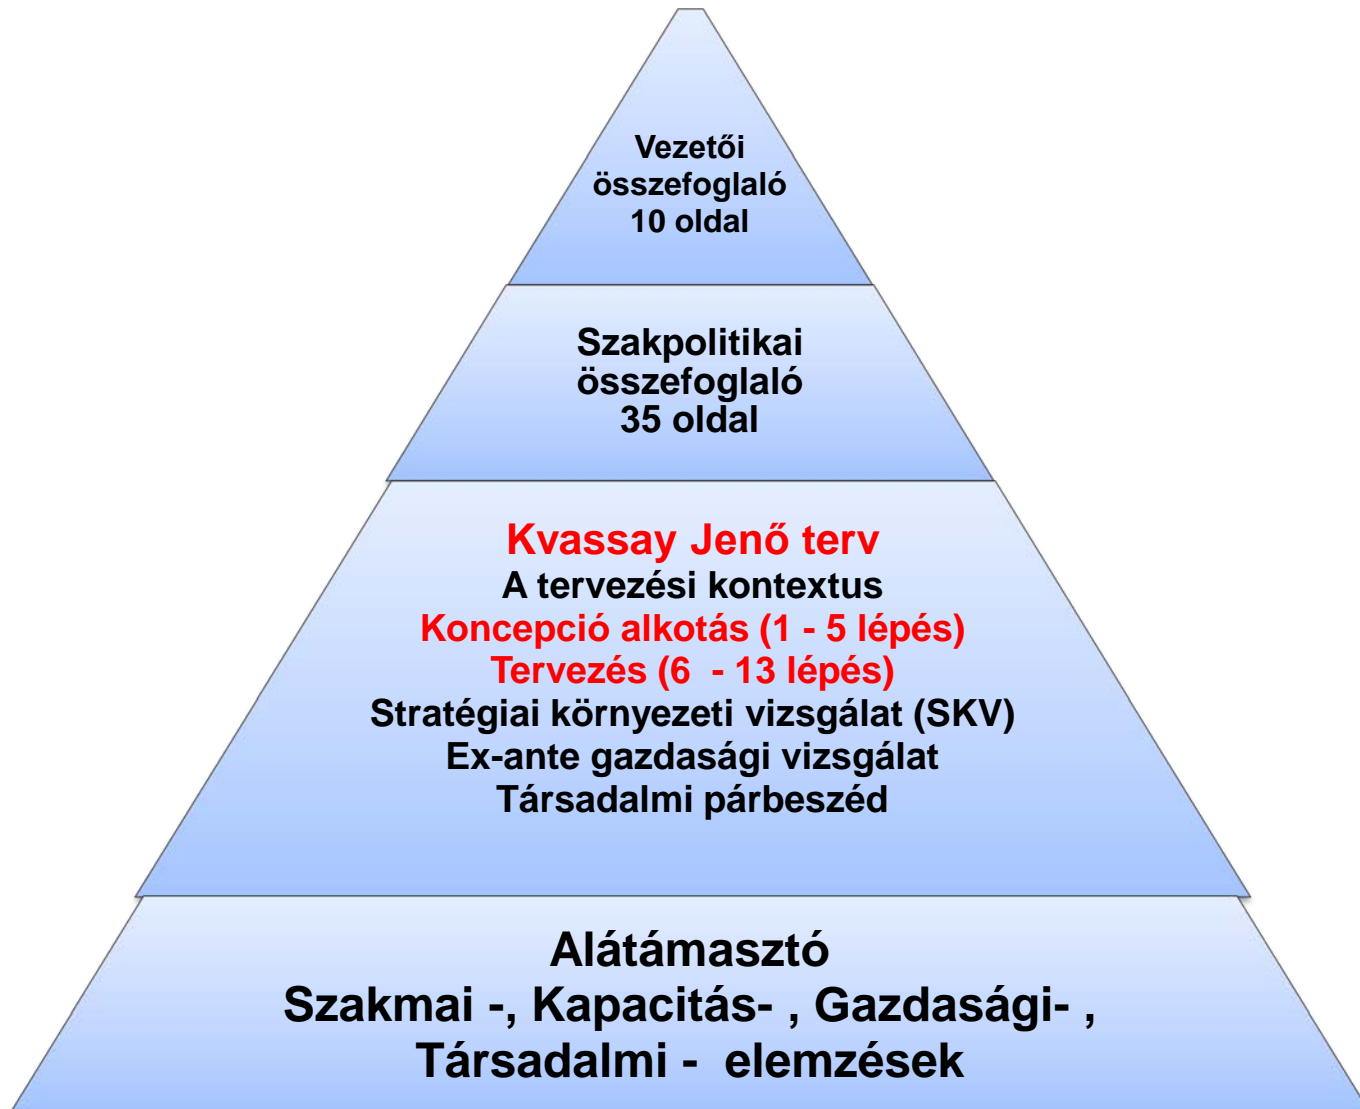 Vezetői
összefoglaló
10 oldal
Szakpolitikai
összefoglaló
35 oldal
Kvassay Jenő terv
A tervezési kontextus
Koncepció alkotás (1 - 5 lépés)
Tervezés (6 - 13 lépés)
Stratégiai környezeti vizsgálat (SKV)
Ex-ante gazdasági vizsgálat
Társadalmi párbeszéd
Alátámasztó
Szakmai -, Kapacitás- , Gazdasági- ,
Társadalmi - elemzések